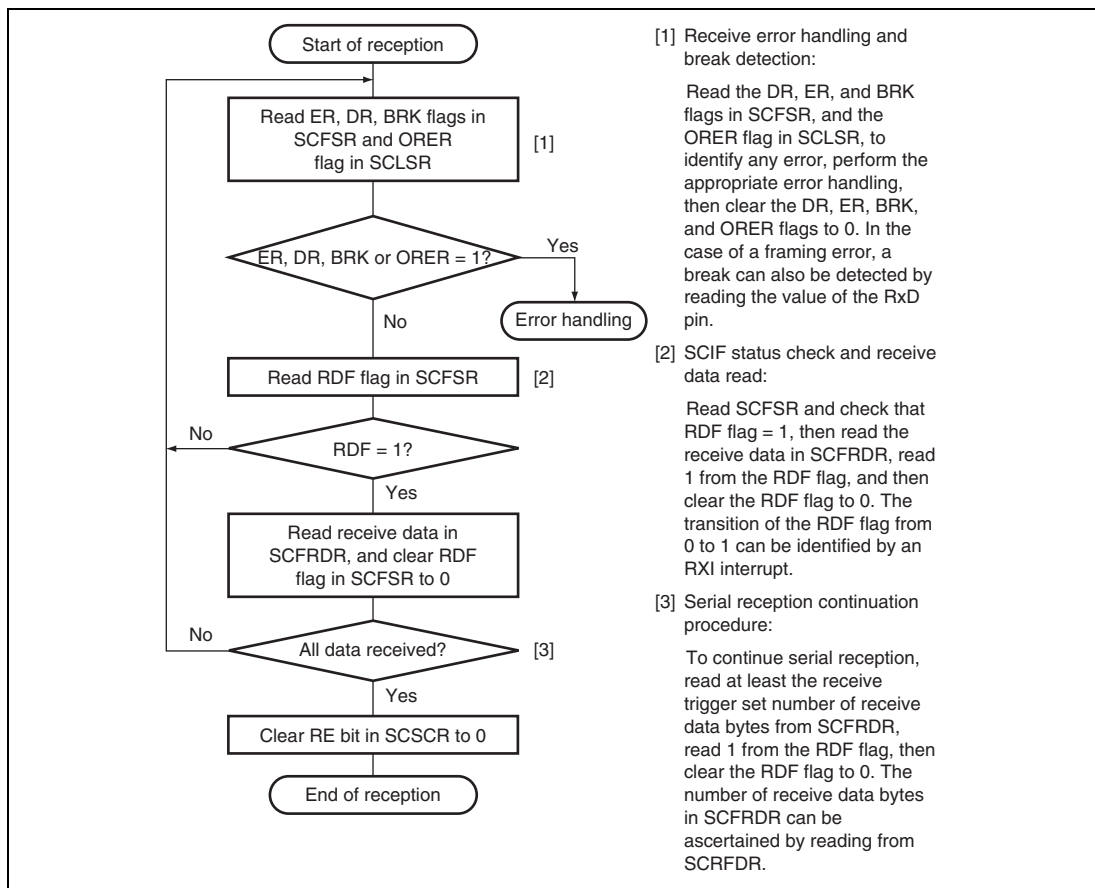 Start of reception
Read ER, DR, BRK flags in
SCFSR and ORER
flag in SCLSR
[1]
ER, DR, BRK or ORER = 1?
Yes
Error handling
No
Read RDF flag in SCFSR
[2]
No
RDF = 1?
Yes
Read receive data in
SCFRDR, and clear RDF
flag in SCFSR to 0
No
All data received?
[3]
Yes
Clear RE bit in SCSCR to 0
End of reception
[1] Receive error handling and
break detection:
Read the DR, ER, and BRK
flags in SCFSR, and the
ORER flag in SCLSR, to
identify any error, perform the
appropriate error handling,
then clear the DR, ER, BRK,
and ORER flags to 0. In the
case of a framing error, a
break can also be detected by
reading the value of the RxD
pin.
[2] SCIF status check and receive
data read:
Read SCFSR and check that
RDF flag = 1, then read the
receive data in SCFRDR, read
1 from the RDF flag, and then
clear the RDF flag to 0. The
transition of the RDF flag from
0 to 1 can be identified by an
RXI interrupt.
[3] Serial reception continuation
procedure:
To continue serial reception,
read at least the receive
trigger set number of receive
data bytes from SCFRDR,
read 1 from the RDF flag, then
clear the RDF flag to 0. The
number of receive data bytes
in SCFRDR can be
ascertained by reading from
SCRFDR.